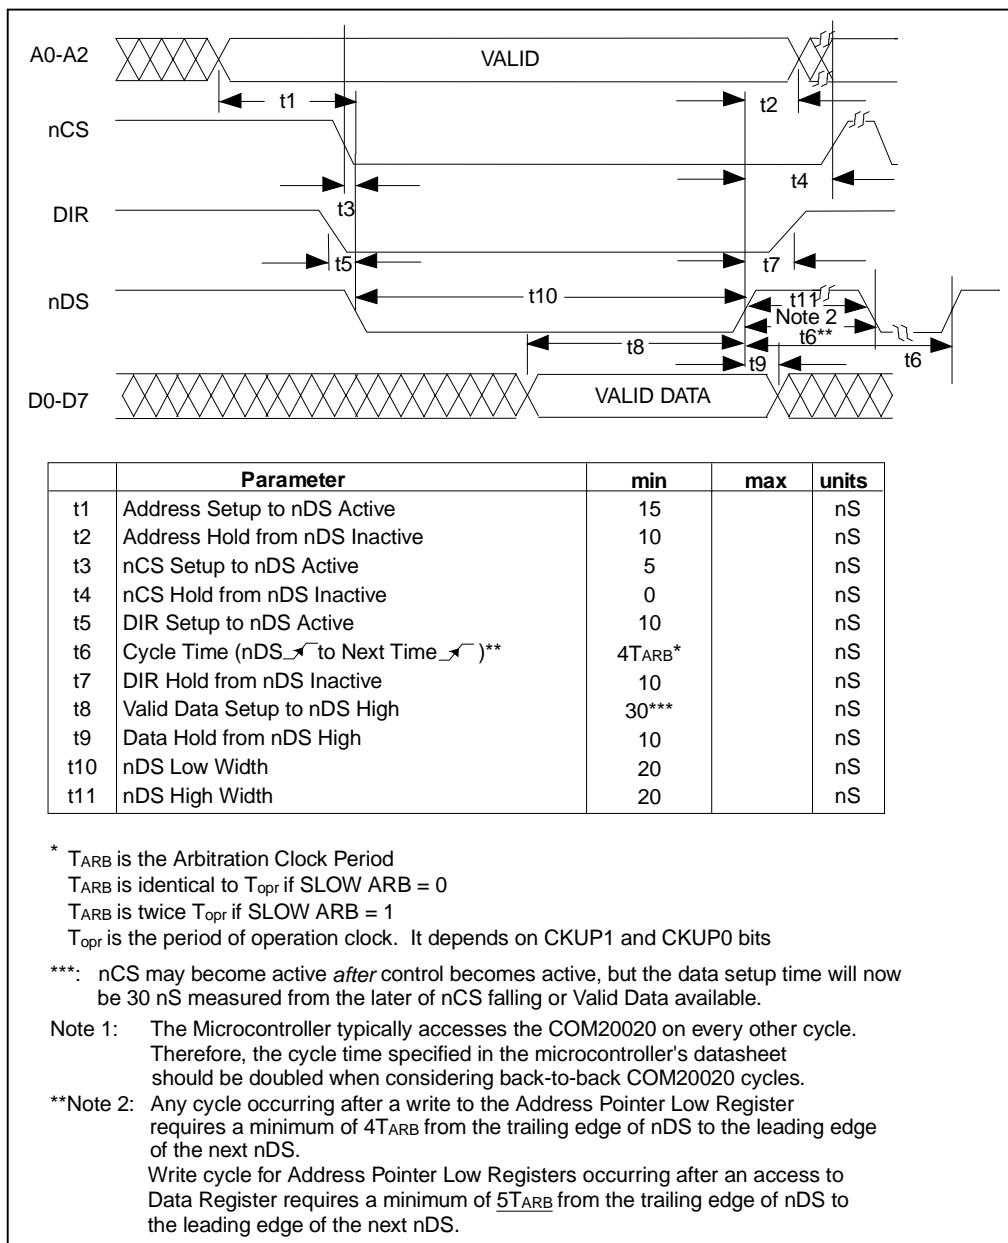 A0-A2
VALID
t1
t2
nCS
t3
t4
DIR
t5
t7
nDS
t10
t11
Note 2
t6**
t8
t6
t9
D0-D7
VALID DATA
Parameter min max units
t1 Address Setup to nDS Active 15 nS
t2 Address Hold from nDS Inactive 10 nS
t3 nCS Setup to nDS Active 5 nS
t4 nCS Hold from nDS Inactive 0 nS
t5 DIR Setup to nDS Active 10 nS
t6 Cycle Time (nDS to Next Time )** 4TARB* nS
t7 DIR Hold from nDS Inactive 10 nS
t8 Valid Data Setup to nDS High 30*** nS
t9 Data Hold from nDS High 10 nS
t10 nDS Low Width 20 nS
t11 nDS High Width 20 nS
* TARB is the Arbitration Clock Period
TARB is identical to Topr if SLOW ARB = 0
TARB is twice Topr if SLOW ARB = 1
Topr is the period of operation clock. It depends on CKUP1 and CKUP0 bits
***: nCS may become active after control becomes active, but the data setup time will now
be 30 nS measured from the later of nCS falling or Valid Data available.
Note 1: The Microcontroller typically accesses the COM20020 on every other cycle.
Therefore, the cycle time specified in the microcontroller's datasheet
should be doubled when considering back-to-back COM20020 cycles.
**Note 2: Any cycle occurring after a write to the Address Pointer Low Register
requires a minimum of 4TARB from the trailing edge of nDS to the leading edge
of the next nDS.
Write cycle for Address Pointer Low Registers occurring after an access to
Data Register requires a minimum of 5TARB from the trailing edge of nDS to
the leading edge of the next nDS.